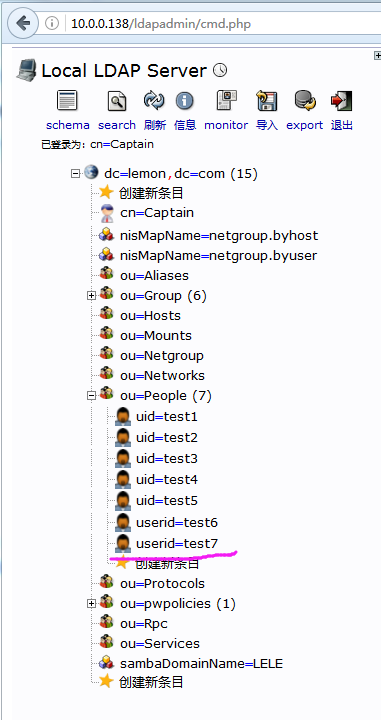 10.0.0.138/ldapadmin/cmd.php
Local LDAP Server
schema search 刷新 信息 monitor 导入 export 退出
已登录为: cn=Captain
dc=lemon,dc=com (15)
创建新条目
cn=Captain
nisMapName=netgroup.byhost
nisMapName=netgroup.byuser
ou=Aliases
ou=Group (6)
ou=Hosts
ou=Mounts
ou=Netgroup
ou=Networks
ou=People (7)
uid=test1
uid=test2
uid=test3
uid=test4
uid=test5
userid=test6
userid=test7
创建新条目
ou=Protocols
ou=pwpolicies (1)
ou=Rpc
ou=Services
sambaDomainName=LELE
创建新条目